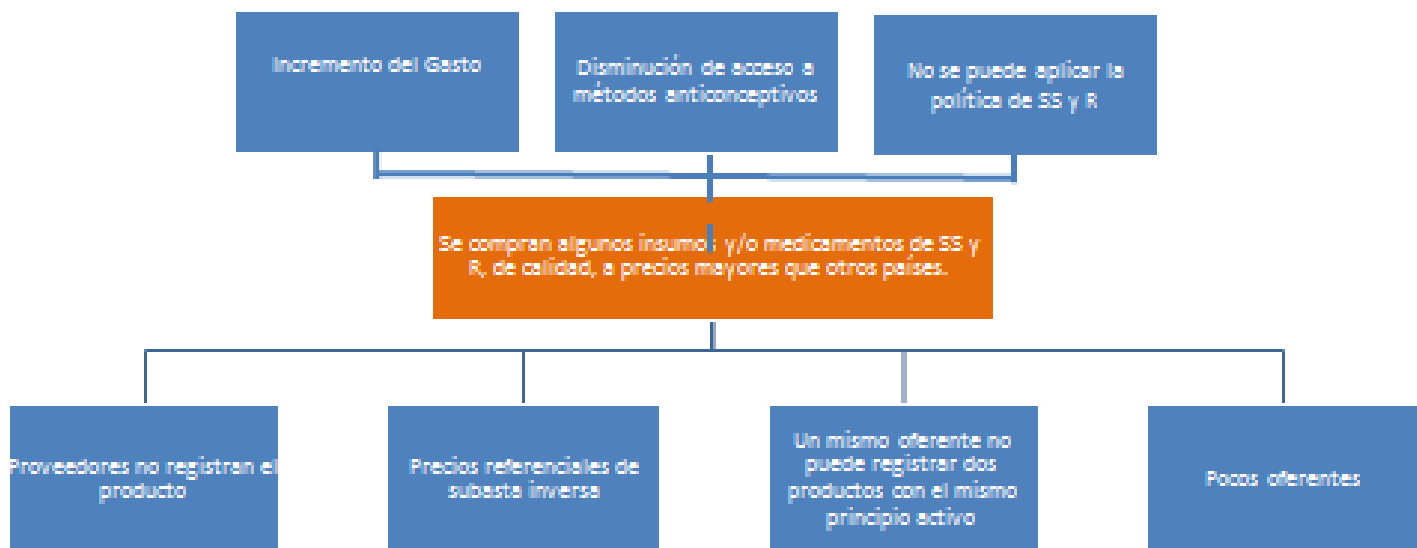 Incremento del Gasto
Disminución de acceso a
métodos anticonceptivos
No se puede aplicar la
política de SS y R
Se compran algunos insumos y/o medicamentos de SS y
R, de calidad, a precios mayores que otros países.
Proveedores no registran el
producto
Precios referenciales de
subasta inversa
Un mismo oferente no
puede registrar dos
productos con el mismo
principio activo
Pocos oferentes